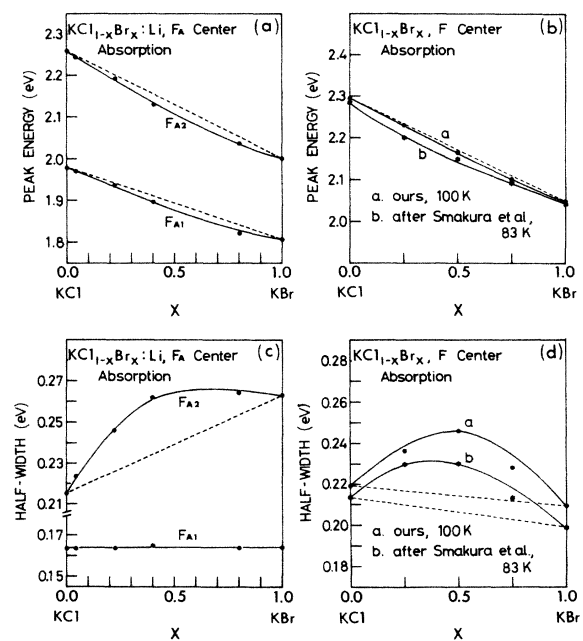 KCl1-xBrx : Li, FA Center (a)
Absorption
PEAK ENERGY (eV)
2.3
2.2
2.1
2.0
1.9
1.8
FA2
FA1
0.0 0.5 1.0
KCl KBr
X
KCl1-xBrx, F Center (b)
Absorption
PEAK ENERGY (eV)
2.4
2.3
2.2
2.1
2.0
a
b
a. ours, 100K
b. after Smakura et al,
83 K
0.0 0.5 1.0
KCl KBr
X
KCl1-xBrx : Li, FA Center (c)
Absorption
HALF-WIDTH (eV)
0.27
0.25
0.23
0.21
0.17
0.15
FA2
FA1
0.0 0.5 1.0
KCl KBr
X
KCl1-xBrx, F Center (d)
Absorption
HALF-WIDTH (eV)
0.28
0.26
0.24
0.22
0.20
0.18
a
b
a. ours, 100K
b. after Smakura et al.,
83 K
0.0 0.5 1.0
KCl KBr
X